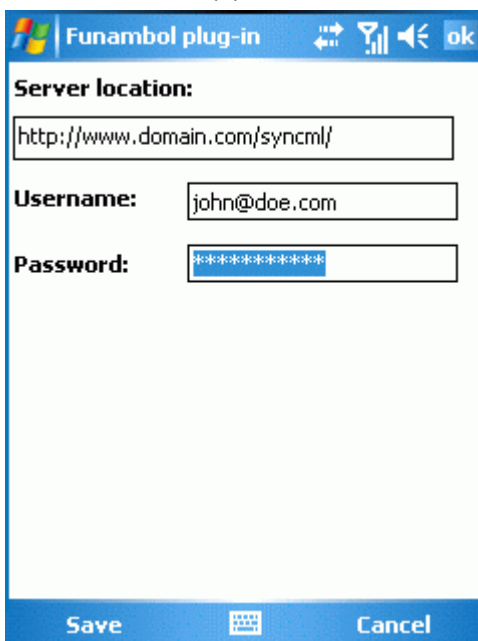 Funambol plug-in ok
Server location:
http://www.domain.com/syncml/
Username: john@doe.com
Password: ***********
Save Cancel